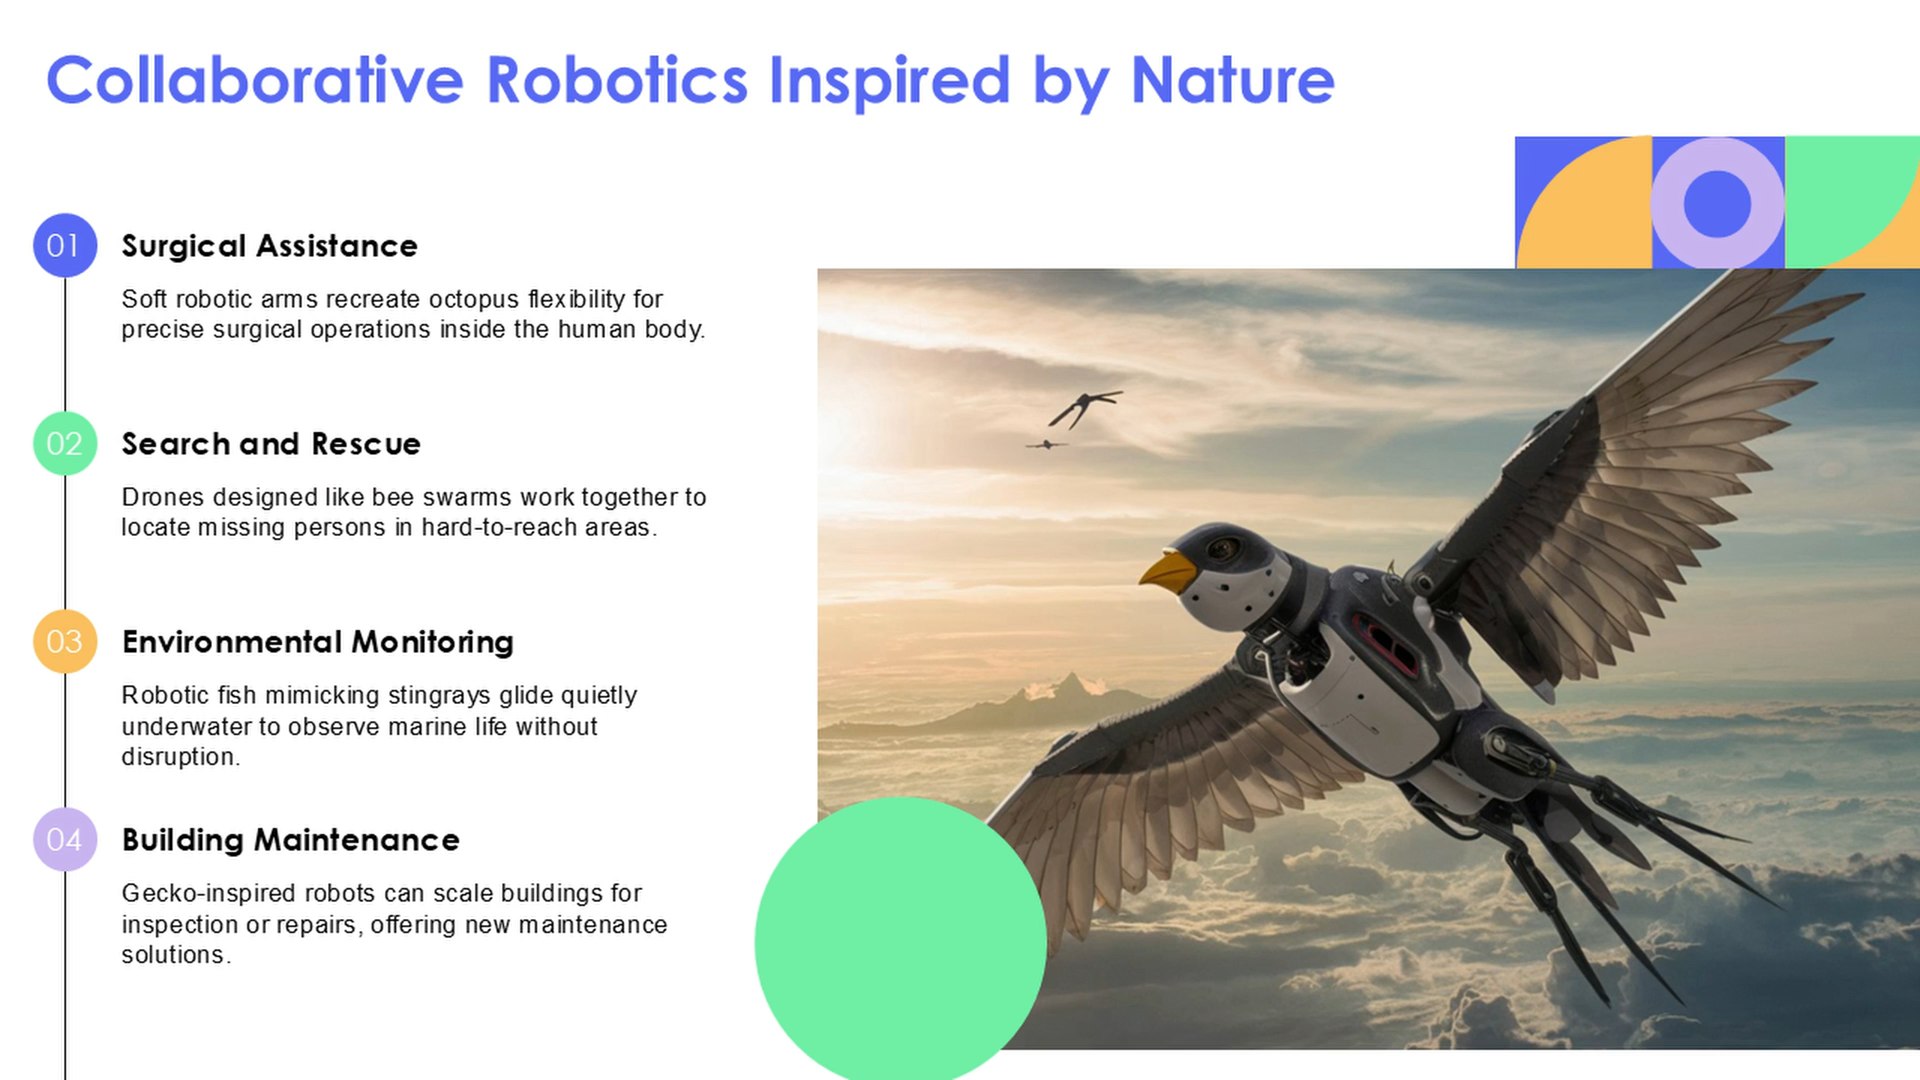 Collaborative Robotics Inspired by Nature
01
Surgical Assistance
Soft robotic arms recreate octopus flexibility for
precise surgical operations inside the human body.
02
Search and Rescue
Drones designed like bee swarms work together to
locate missing persons in hard-to-reach areas.
03
Environmental Monitoring
Robotic fish mimicking stingrays glide quietly
underwater to observe marine life without
disruption.
04
Building Maintenance
Gecko-inspired robots can scale buildings for
inspection or repairs, offering new maintenance
solutions.